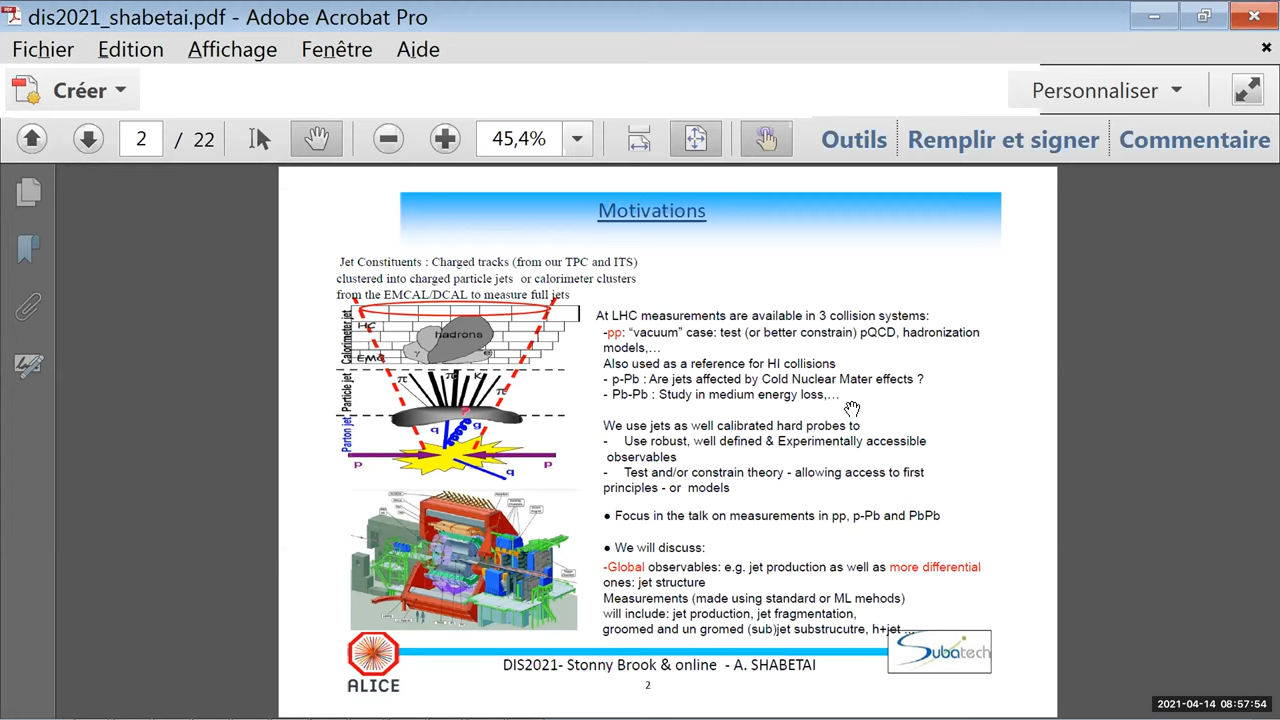 dis2021_shabetai.pdf - Adobe Acrobat Pro
Fichier Edition Affichage Fenêtre Aide
Créer Personnaliser
2 / 22 45,4% Outils Remplir et signer Commentaire
Motivations
Jet Constituents : Charged tracks (from our TPC and ITS)
clustered into charged particle jets or calorimeter clusters
from the EMCAL/DCAL to measure full jets
Calorimeter jet
HC
hadrons
γ e
EMC
Particle jet
π π K π
Parton jet
q g
p p
q
At LHC measurements are available in 3 collision systems:
-pp: “vacuum” case: test (or better constrain) pQCD, hadronization
models,…
Also used as a reference for HI collisions
- p-Pb : Are jets affected by Cold Nuclear Mater effects ?
- Pb-Pb : Study in medium energy loss,…
We use jets as well calibrated hard probes to
- Use robust, well defined & Experimentally accessible
observables
- Test and/or constrain theory - allowing access to first
principles - or models
● Focus in the talk on measurements in pp, p-Pb and PbPb
● We will discuss:
-Global observables: e.g. jet production as well as more differential
ones: jet structure
Measurements (made using standard or ML mehods)
will include: jet production, jet fragmentation,
groomed and un gromed (sub)jet substrucutre, h+jet ...
Subatech
DIS2021- Stonny Brook & online - A. SHABETAI
ALICE
2
2021-04-14 08:57:54